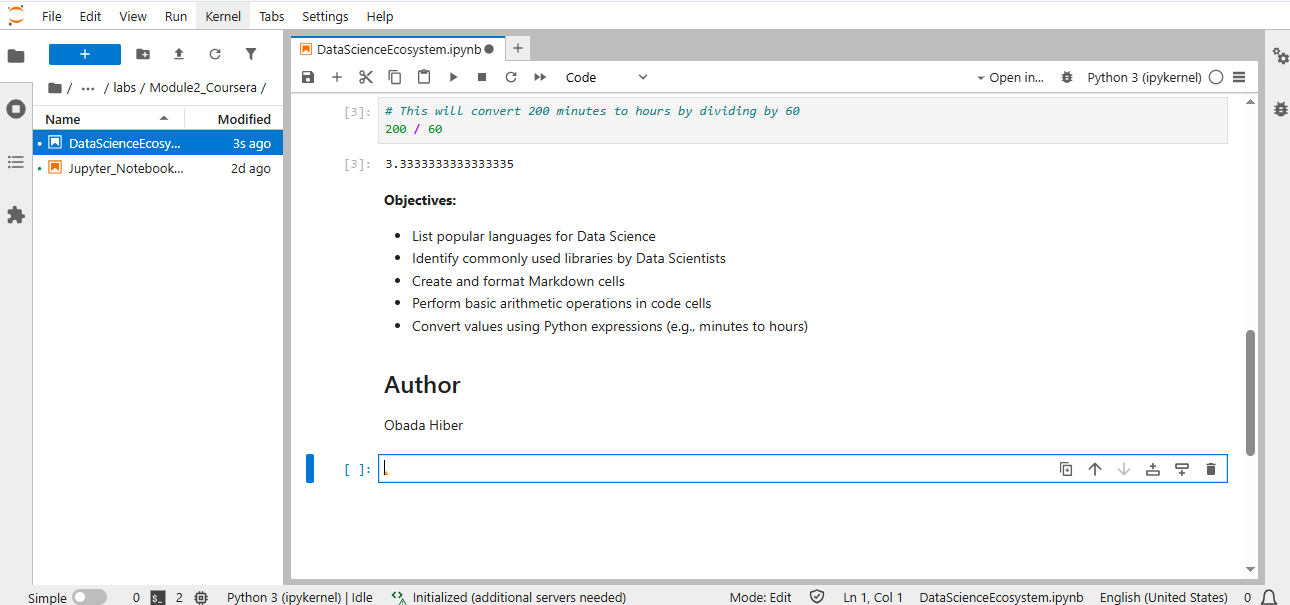 File Edit View Run Kernel Tabs Settings Help
DataScienceEcosystem.ipynb
Code
Open in...
Python 3 (ipykernel)
/ ... / labs / Module2_Coursera /
Name Modified
DataScienceEcosy... 3s ago
Jupyter_Notebook... 2d ago
[3]: # This will convert 200 minutes to hours by dividing by 60
200 / 60
[3]: 3.3333333333333335
Objectives:
• List popular languages for Data Science
• Identify commonly used libraries by Data Scientists
• Create and format Markdown cells
• Perform basic arithmetic operations in code cells
• Convert values using Python expressions (e.g., minutes to hours)
Author
Obada Hiber
[ ]:
Simple 0 $_ 2 Python 3 (ipykernel) | Idle Initialized (additional servers needed) Mode: Edit Ln 1, Col 1 DataScienceEcosystem.ipynb English (United States) 0